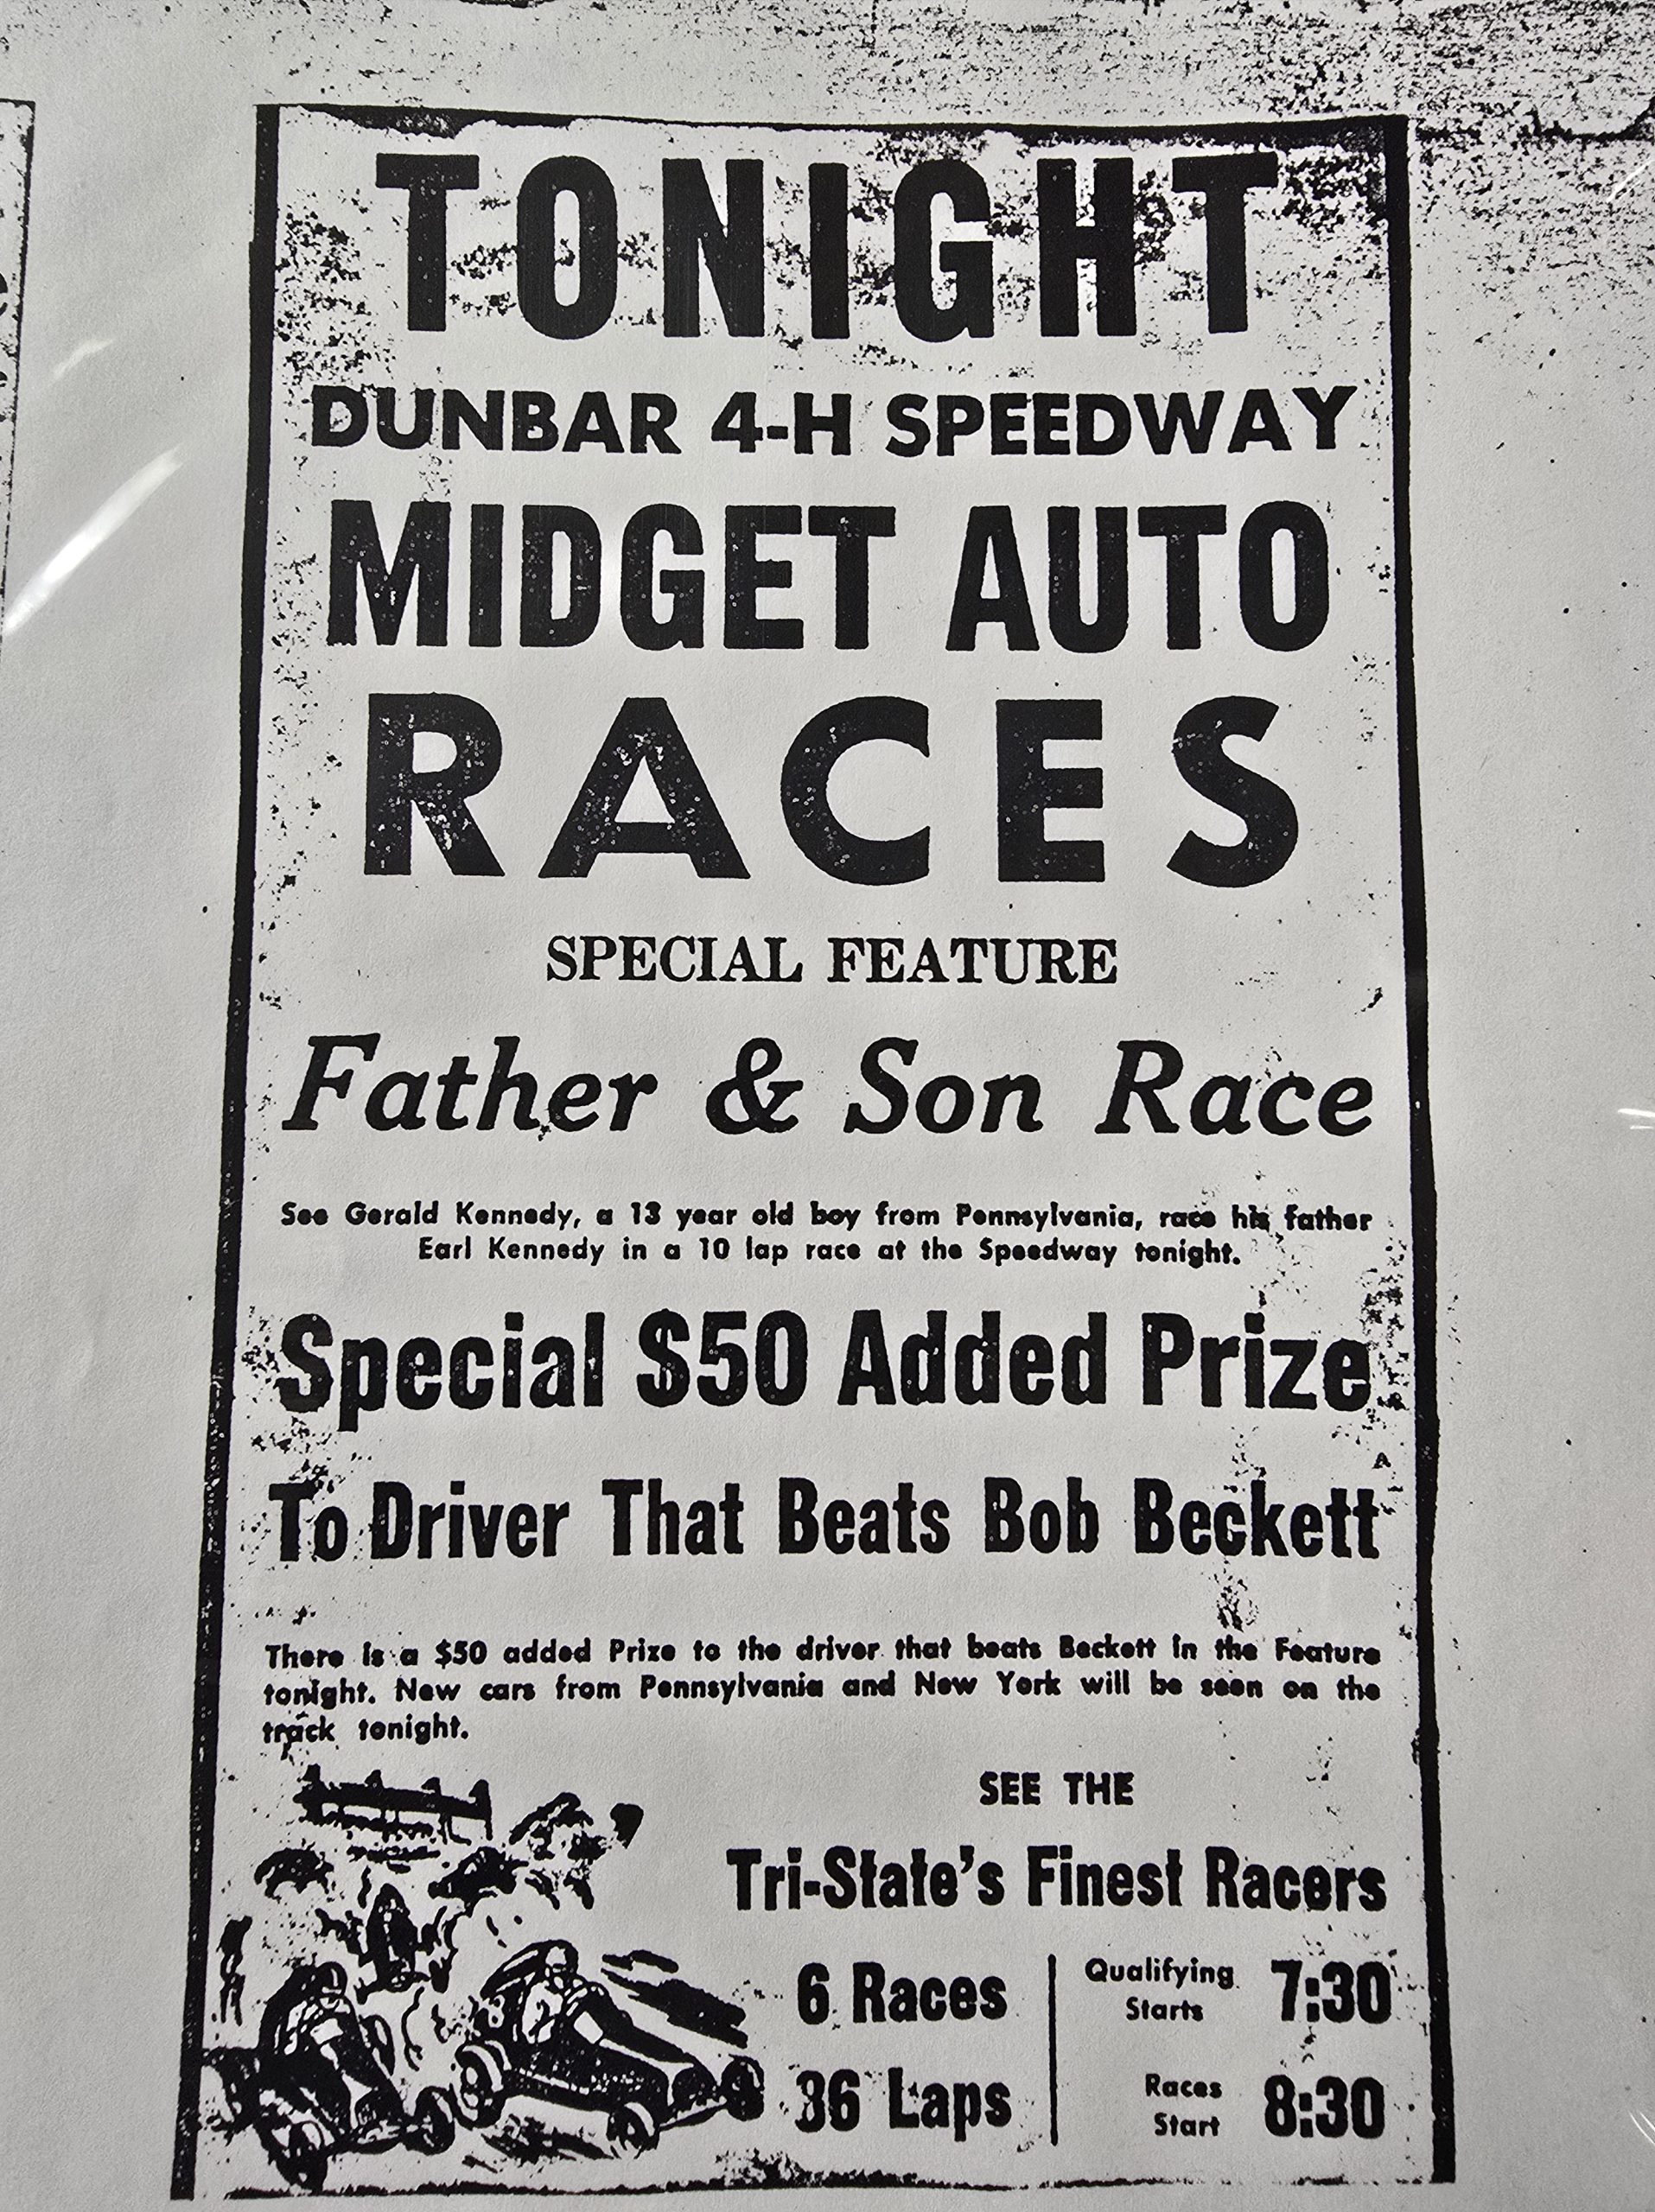 TONIGHT
DUNBAR 4-H SPEEDWAY
MIDGET AUTO
RACES
SPECIAL FEATURE
Father & Son Race
See Gerald Kennedy, a 13 year old boy from Pennsylvania, race his father
Earl Kennedy in a 10 lap race at the Speedway tonight.
Special $50 Added Prize
To Driver That Beats Bob Beckett
There is a $50 added Prize to the driver that beats Beckett in the Feature
tonight. New cars from Pennsylvania and New York will be seen on the
track tonight.
SEE THE
Tri-State's Finest Racers
6 Races
36 Laps
Qualifying
Starts 7:30
Races
Start 8:30